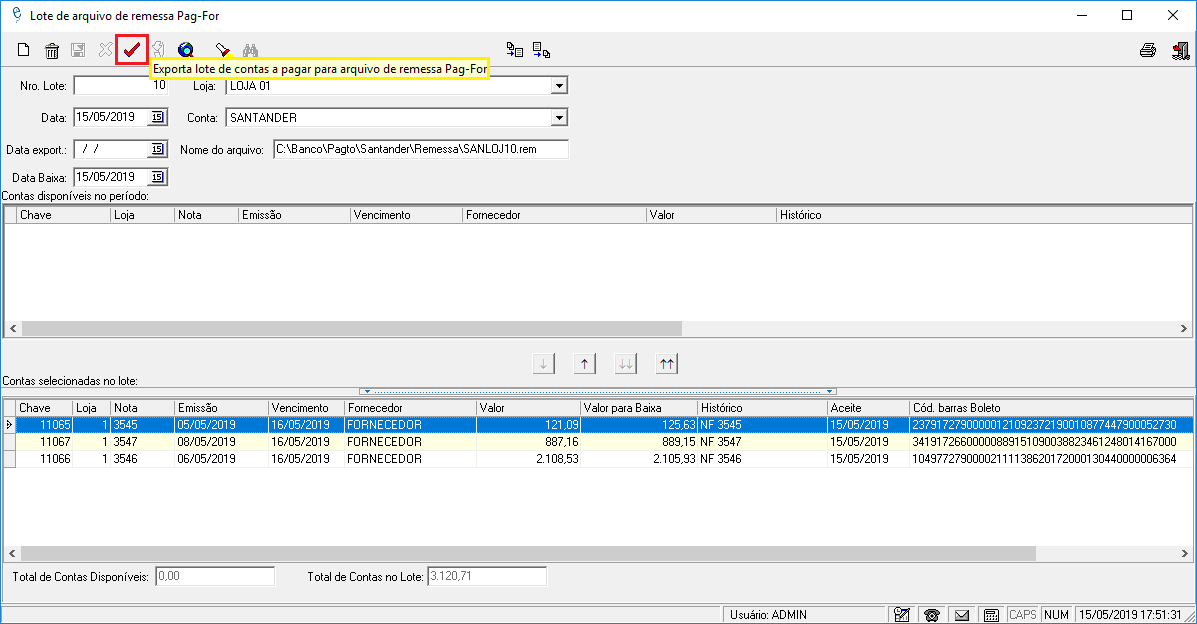 Lote de arquivo de remessa Pag-For
Exporta lote de contas a pagar para arquivo de remessa Pag-For
Nro. Lote: 10 Loja: LOJA 01
Data: 15/05/2019 15 Conta: SANTANDER
Data export.: / / 15 Nome do arquivo: C:\Banco\Pagto\Santander\Remessa\SANLOJ10.rem
Data Baixa: 15/05/2019 15
Contas disponíveis no período:
Chave Loja Nota Emissão Vencimento Fornecedor Valor Histórico
Contas selecionadas no lote:
Chave Loja Nota Emissão Vencimento Fornecedor Valor Valor para Baixa Histórico Aceite Cód. barras Boleto
11065 1 3545 05/05/2019 16/05/2019 FORNECEDOR 121,09 125,63 NF 3545 15/05/2019 23791727900000121092372190010877447900052730
11067 1 3547 08/05/2019 16/05/2019 FORNECEDOR 887,16 889,15 NF 3547 15/05/2019 34191726600000889151090038823461248014167000
11066 1 3546 06/05/2019 16/05/2019 FORNECEDOR 2.108,53 2.105,93 NF 3546 15/05/2019 10497727900002111138620172000130440000006364
Total de Contas Disponíveis: 0,00 Total de Contas no Lote: 3.120,71
Usuário: ADMIN CAPS NUM 15/05/2019 17:51:31